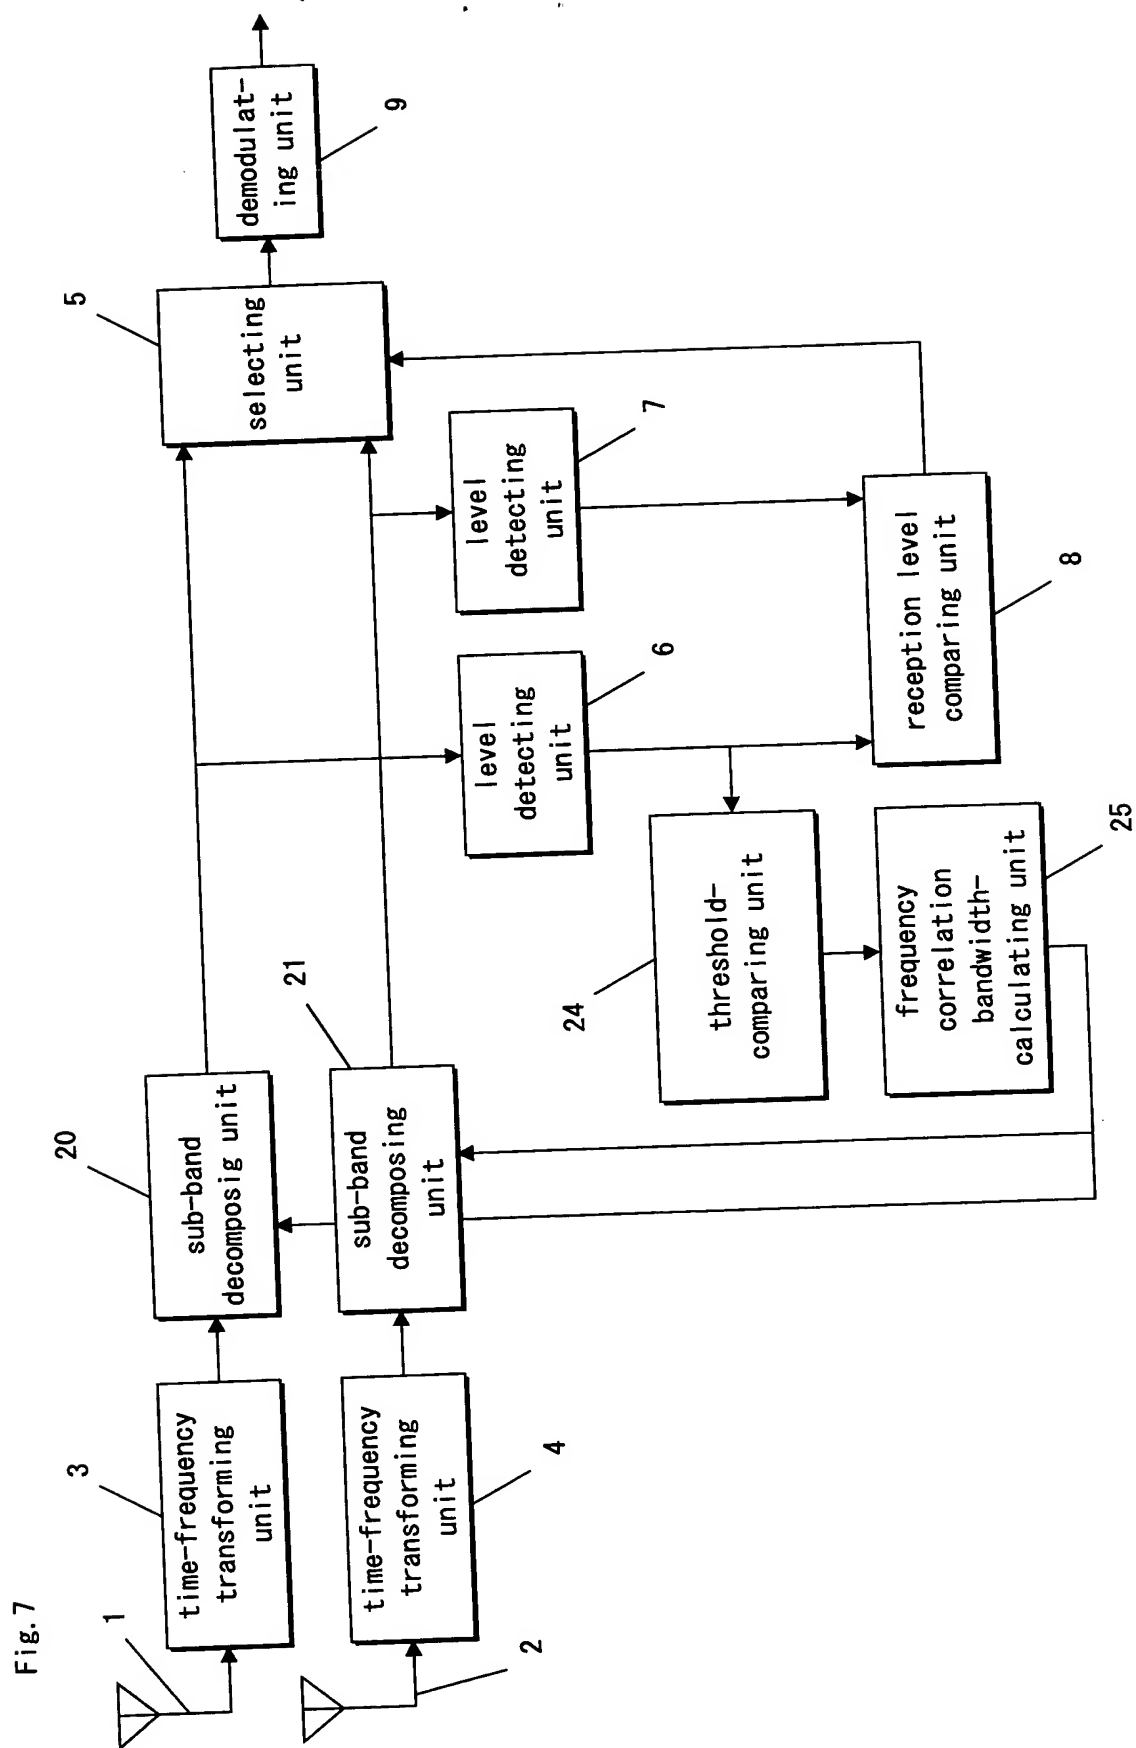 Fig.7
1
3
time-frequency
transforming
unit
2
4
time-frequency
transforming
unit
20
sub-band
decomposig unit
21
sub-band
decomposing
unit
24
threshold-
comparing unit
25
frequency
correlation
bandwidth-
calculating unit
6
level
detecting
unit
7
level
detecting
unit
8
reception level
comparing unit
5
selecting
unit
9
demodulat-
ing unit